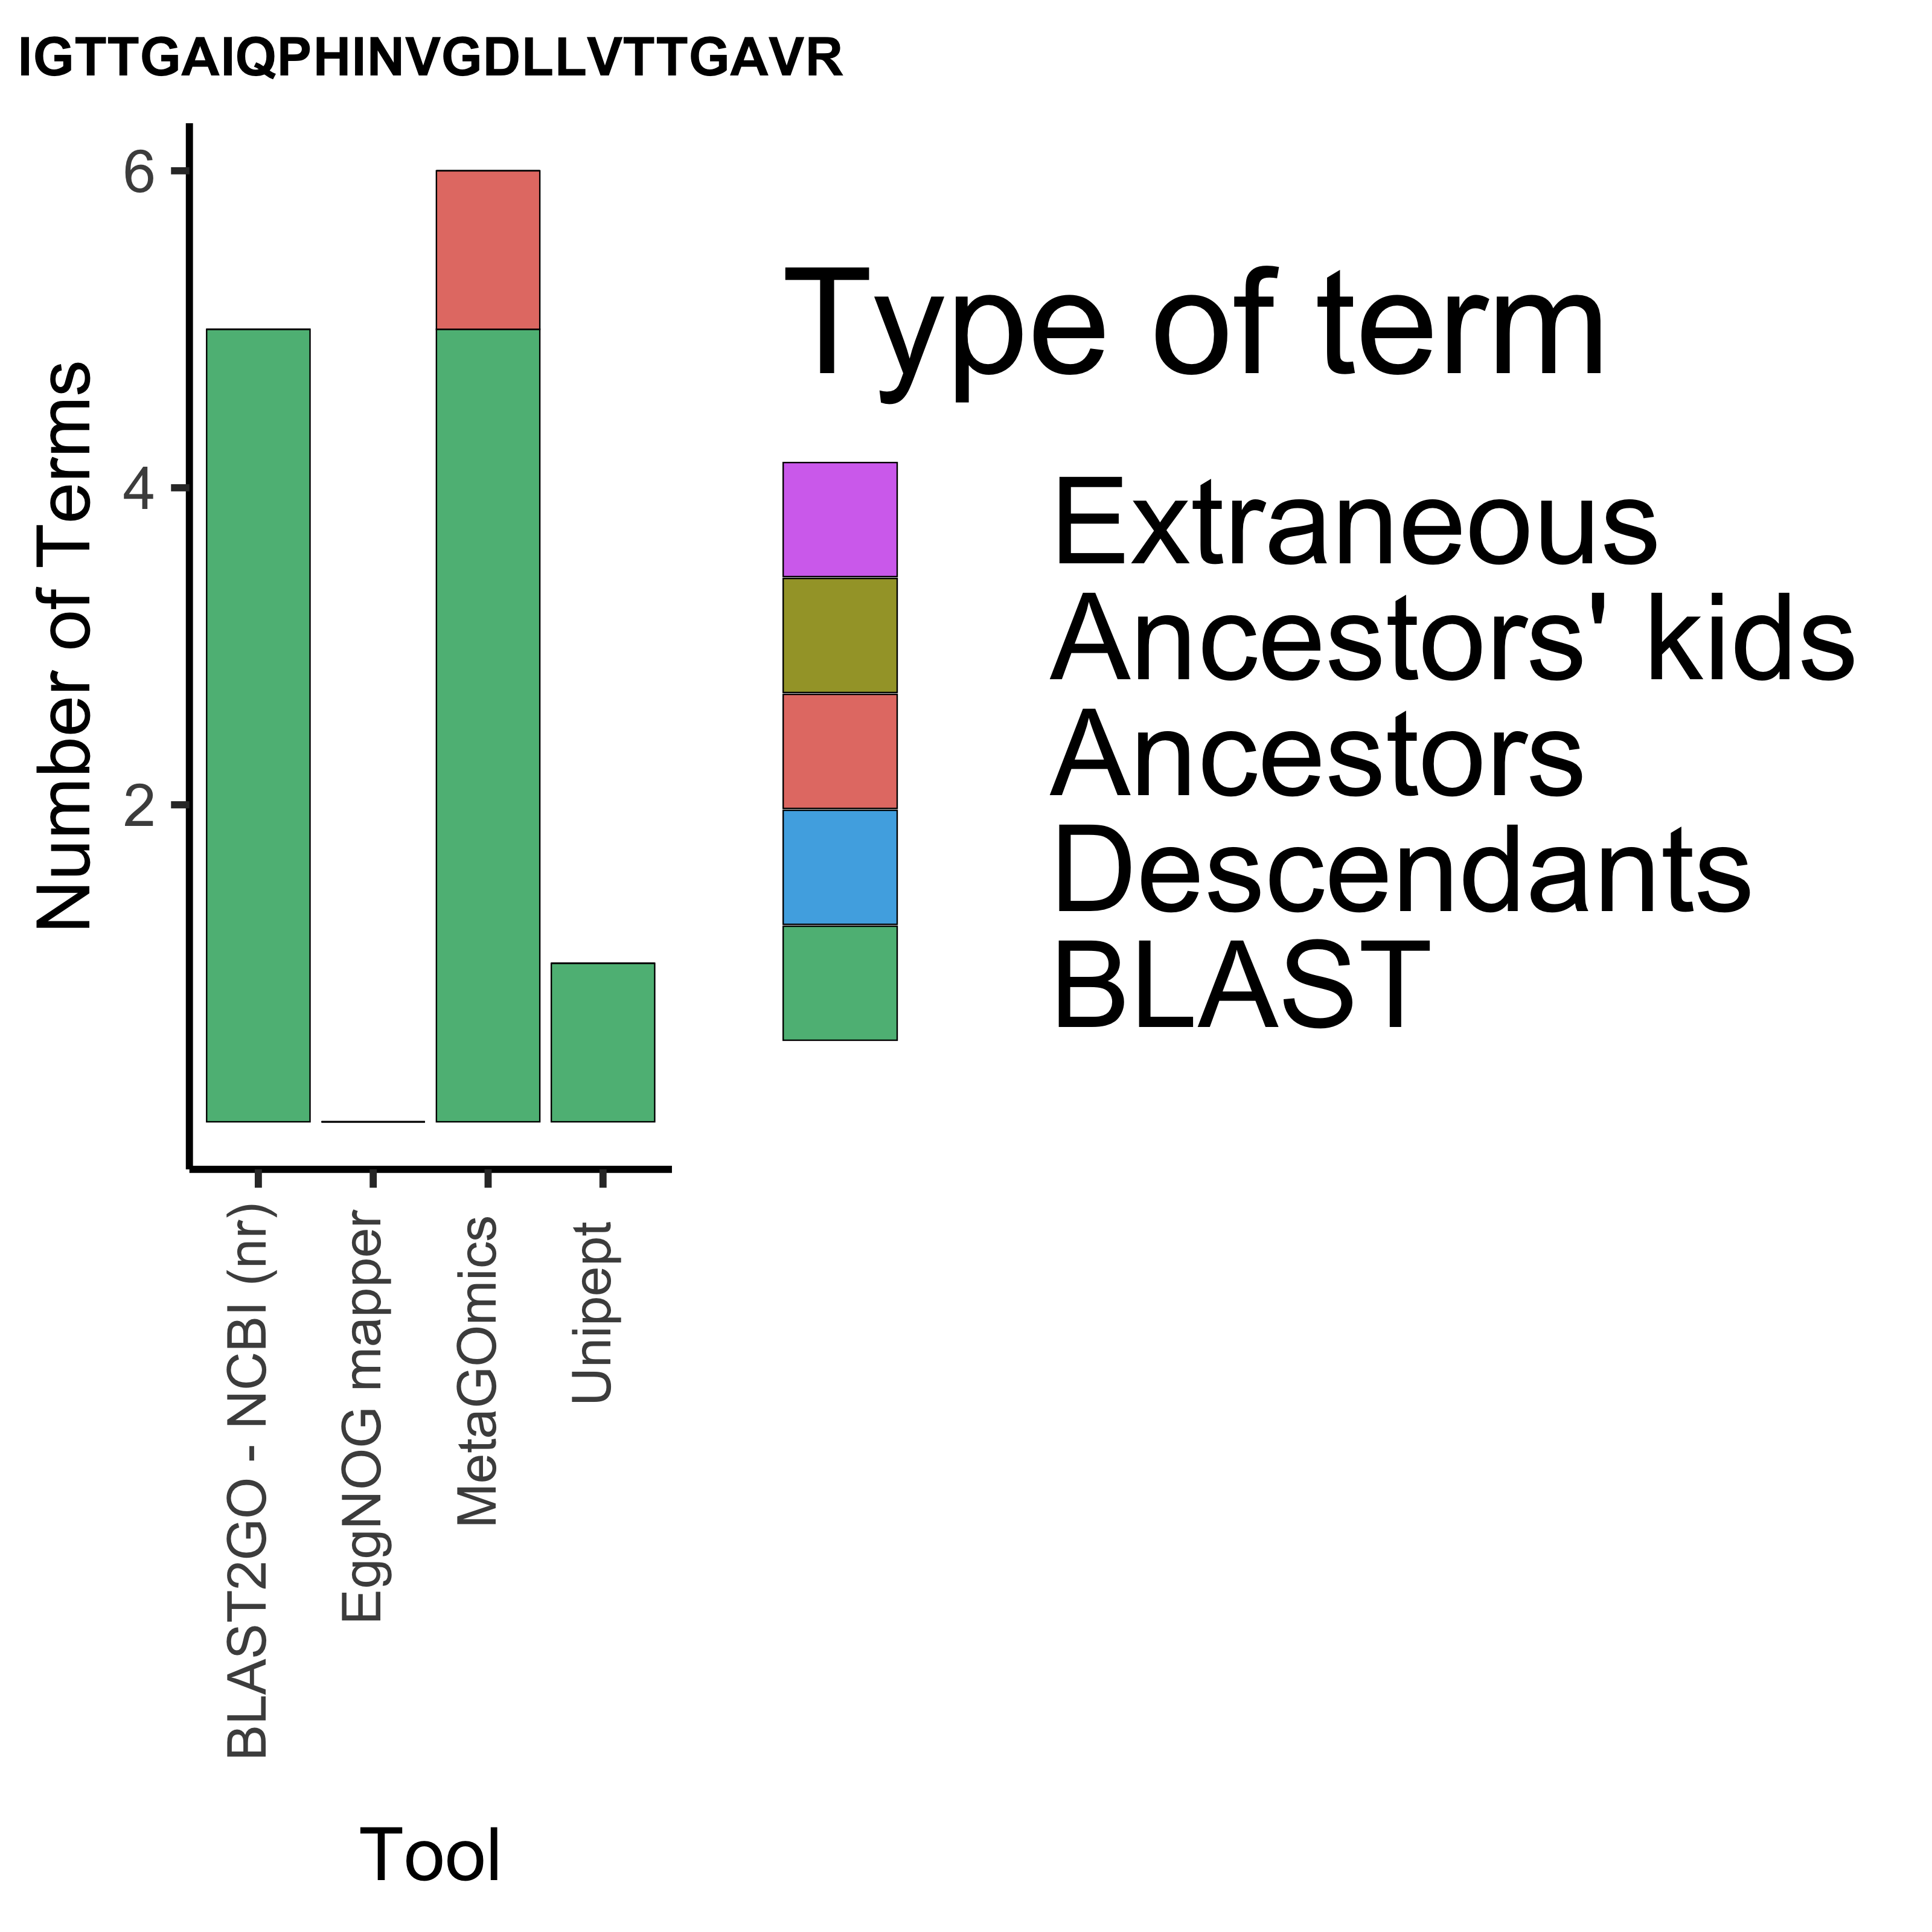 IGTTGAIQPHINVGDLLVTTGAVR
6
4
2
Number of Terms
BLAST2GO - NCBI (nr)
EggNOG mapper
MetaGOmics
Unipept
Tool
Type of term
Extraneous
Ancestors' kids
Ancestors
Descendants
BLAST